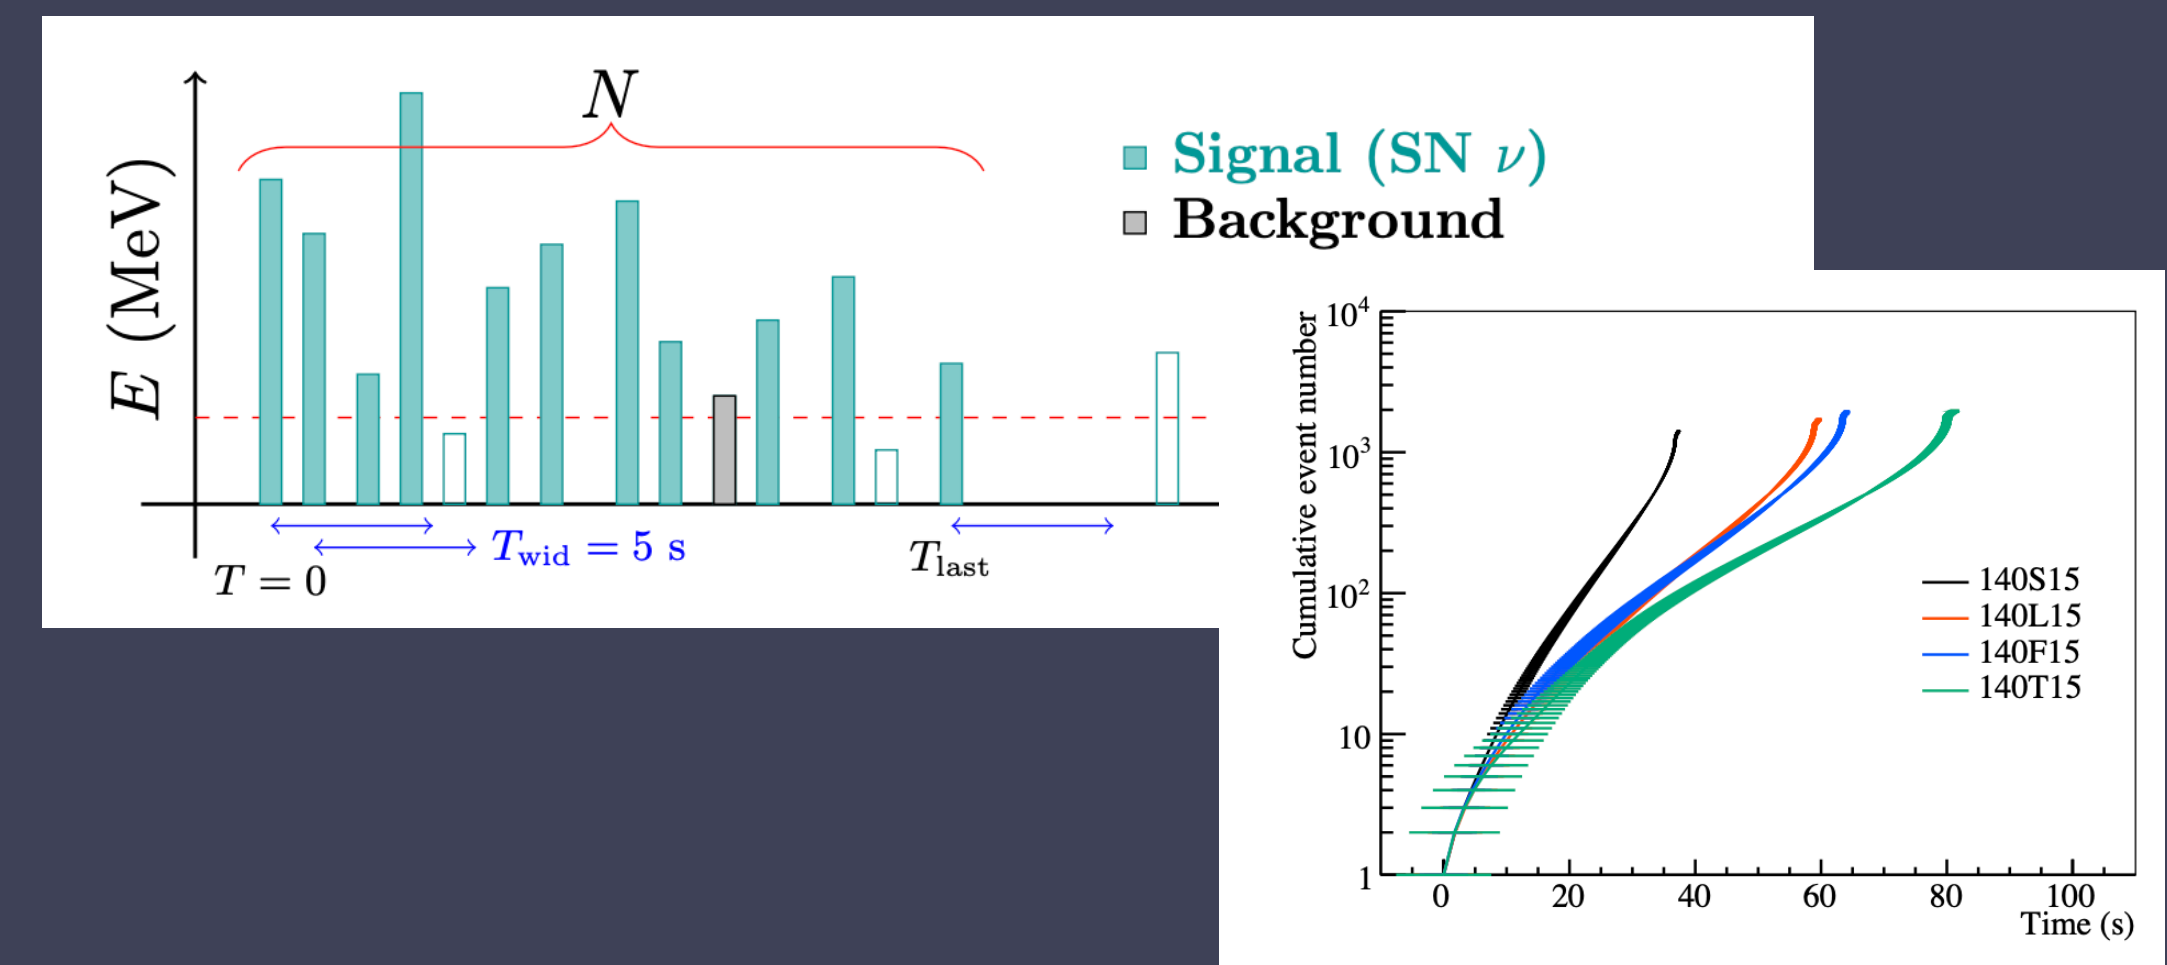 N
E (MeV)
Signal (SN ν)
Background
T_wid = 5 s
T_last
T = 0
Cumulative event number
10^4
10^3
10^2
10
1
140S15
140L15
140F15
140T15
0 20 40 60 80 100
Time (s)